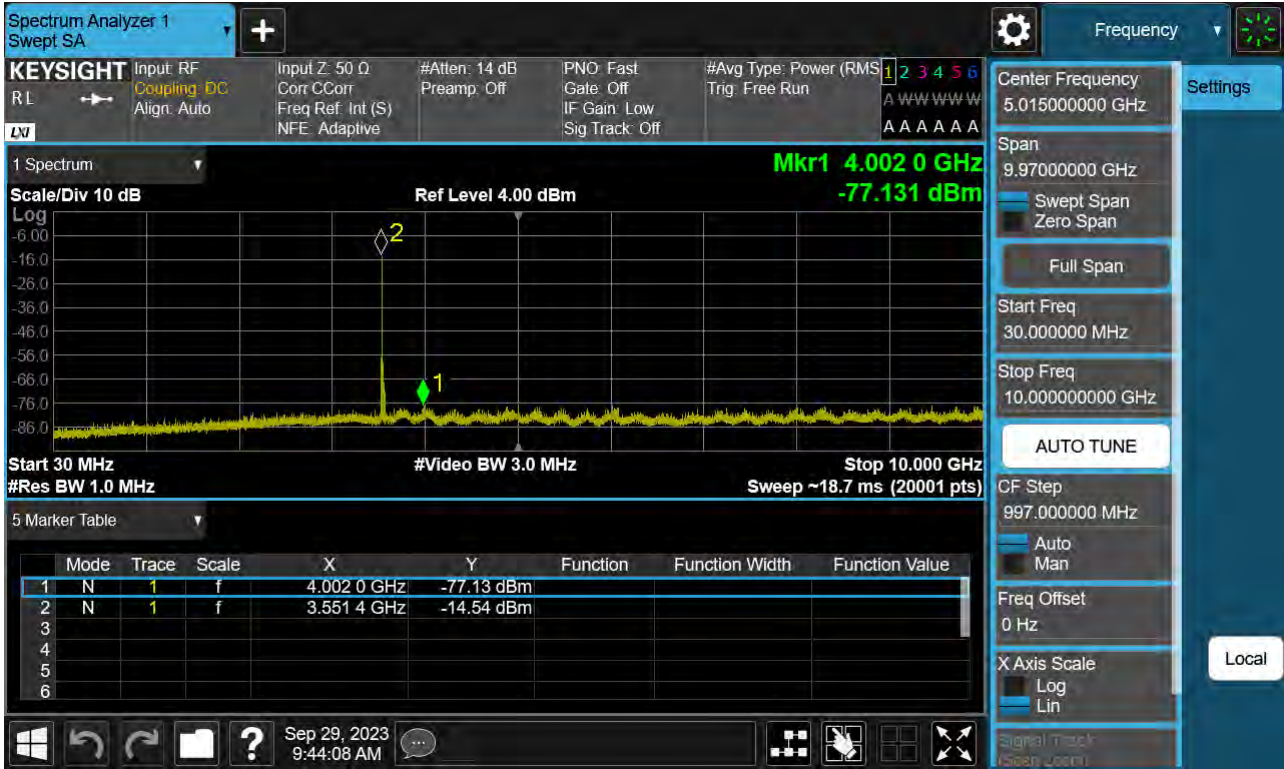 Spectrum Analyzer 1
Swept SA
+
Frequency
KEYSIGHT
R L
LXI
Input: RF
Coupling: DC
Align: Auto
Input Z: 50 Ω
Corr CCorr
Freq Ref: Int (S)
NFE: Adaptive
#Atten: 14 dB
Preamp: Off
PNO: Fast
Gate: Off
IF Gain: Low
Sig Track: Off
#Avg Type: Power (RMS
Trig: Free Run
1 2 3 4 5 6
A W W W W W
A A A A A A
1 Spectrum
Mkr1 4.002 0 GHz
-77.131 dBm
Scale/Div 10 dB
Ref Level 4.00 dBm
Log
-6.00
-16.0
-26.0
-36.0
-46.0
-56.0
-66.0
-76.0
-86.0
2
1
Start 30 MHz
#Video BW 3.0 MHz
Stop 10.000 GHz
#Res BW 1.0 MHz
Sweep ~18.7 ms (20001 pts)
5 Marker Table
Mode Trace Scale X Y Function Function Width Function Value
1 N 1 f 4.002 0 GHz -77.13 dBm
2 N 1 f 3.551 4 GHz -14.54 dBm
3
4
5
6
Center Frequency
5.015000000 GHz
Settings
Span
9.97000000 GHz
Swept Span
Zero Span
Full Span
Start Freq
30.000000 MHz
Stop Freq
10.000000000 GHz
AUTO TUNE
CF Step
997.000000 MHz
Auto
Man
Freq Offset
0 Hz
X Axis Scale
Log
Lin
Signal Track
(Span Zoom)
Local
?
Sep 29, 2023
9:44:08 AM